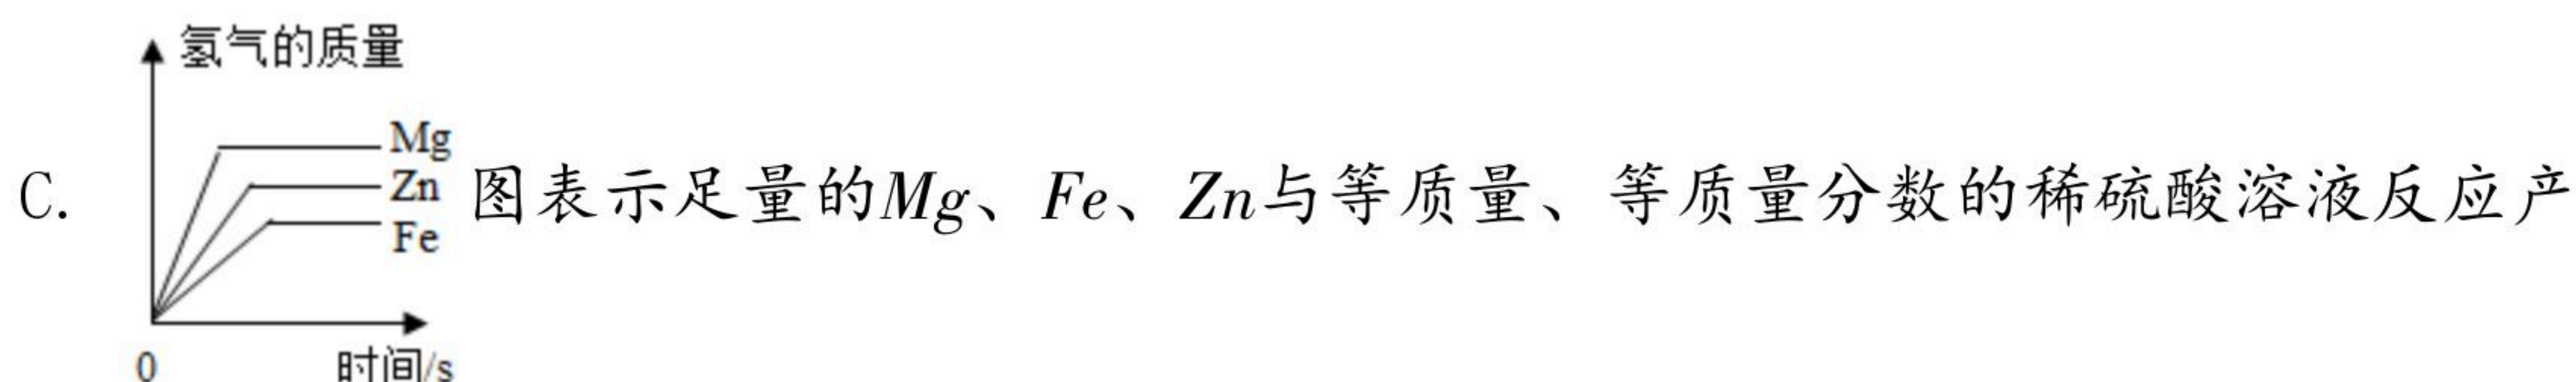 氢气的质量
Mg
Zn
Fe
C.
图表示足量的Mg、Fe、Zn与等质量、等质量分数的稀硫酸溶液反应产
0
时间/s